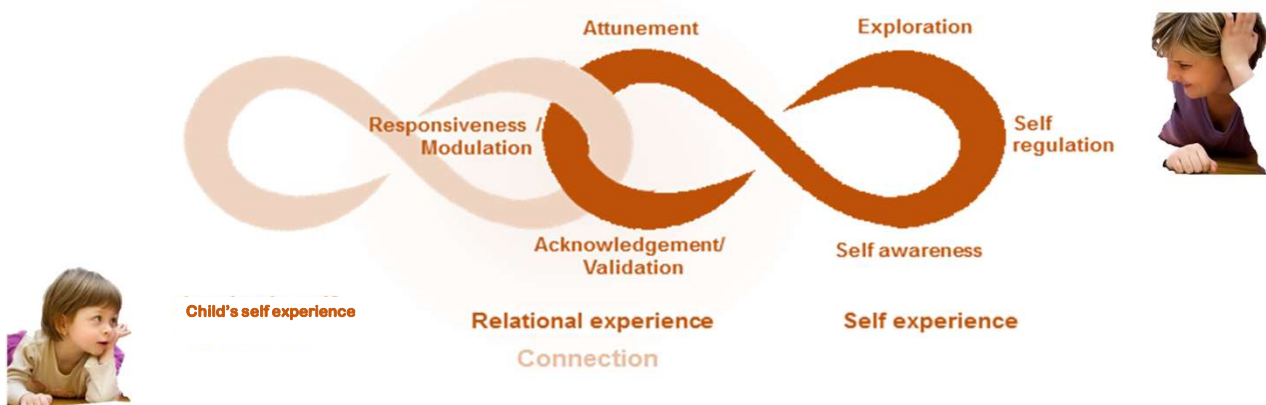 Attunement
Exploration
Responsiveness /
Modulation
Self
regulation
Acknowledgement/
Validation
Self awareness
Child's self experience
Relational experience
Self experience
Connection